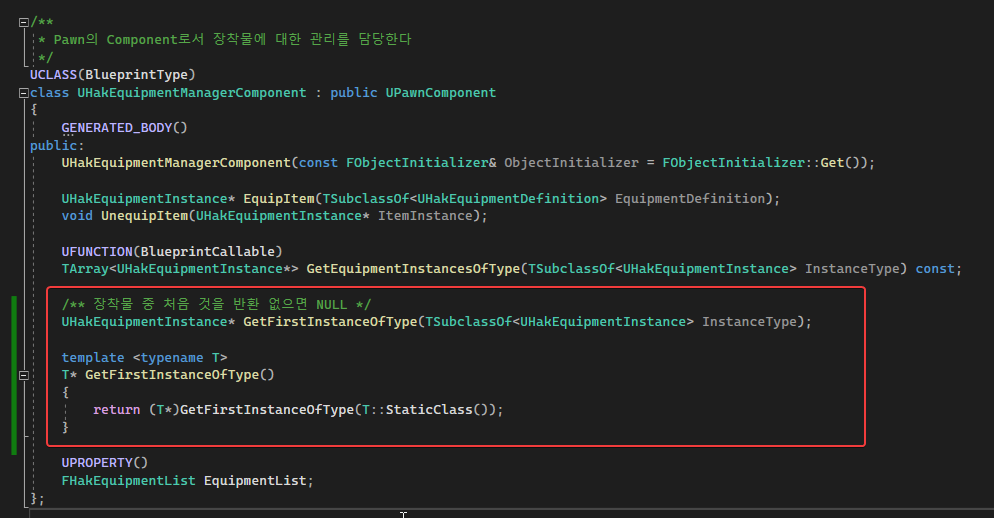 /**
 * Pawn의 Component로서 장착물에 대한 관리를 담당한다
 */
UCLASS(BlueprintType)
class UHakEquipmentManagerComponent : public UPawnComponent
{
    GENERATED_BODY()
public:
    UHakEquipmentManagerComponent(const FObjectInitializer& ObjectInitializer = FObjectInitializer::Get());
    UHakEquipmentInstance* EquipItem(TSubclassOf<UHakEquipmentDefinition> EquipmentDefinition);
    void UnequipItem(UHakEquipmentInstance* ItemInstance);
    UFUNCTION(BlueprintCallable)
    TArray<UHakEquipmentInstance*> GetEquipmentInstancesOfType(TSubclassOf<UHakEquipmentInstance> InstanceType) const;
    /** 장착물 중 처음 것을 반환 없으면 NULL */
    UHakEquipmentInstance* GetFirstInstanceOfType(TSubclassOf<UHakEquipmentInstance> InstanceType);
    template <typename T>
    T* GetFirstInstanceOfType()
    {
        return (T*)GetFirstInstanceOfType(T::StaticClass());
    }
    UPROPERTY()
    FHakEquipmentList EquipmentList;
};